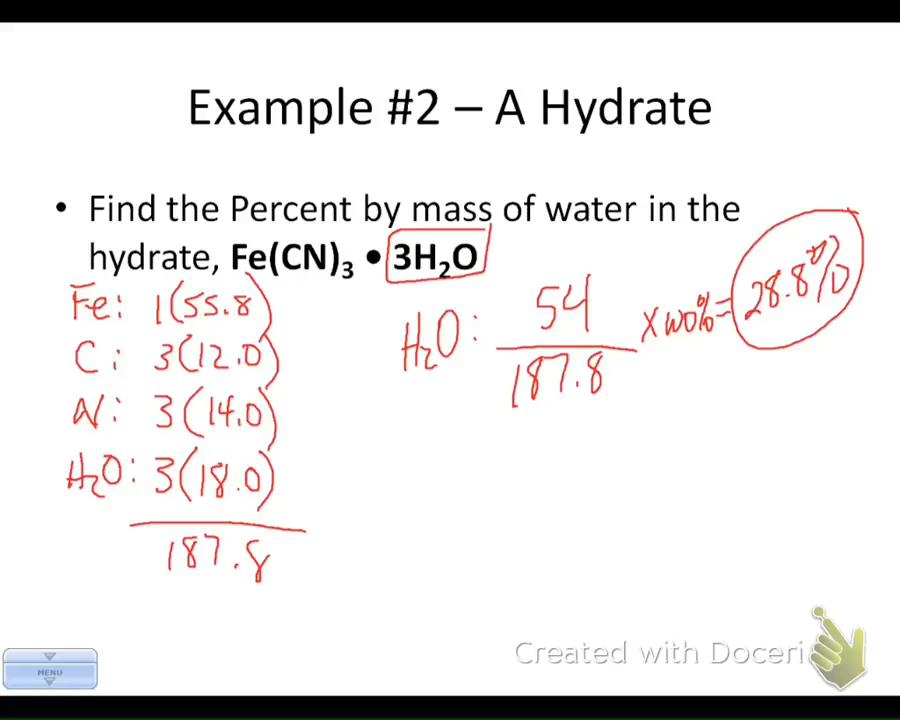 Example #2 – A Hydrate
• Find the Percent by mass of water in the
hydrate, Fe(CN)₃ • 3H₂O
Fe: 1(55.8)
C: 3(12.0)
N: 3(14.0)
H₂O: 3(18.0)
187.8
H₂O: 54
187.8
x 100% = 28.8%
Created with Doceri
MENU